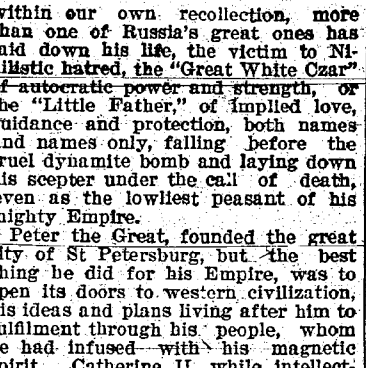 within our own recollection, more
than one of Russia's great ones has
laid down his life, the victim to Ni-
ilistic hatred, the "Great White Czar"
of autocratic power and strength, or
the "Little Father," of implied love,
guidance and protection, both names
and names only, falling before the
cruel dynamite bomb and laying down
his scepter under the call of death,
even as the lowliest peasant of his
mighty Empire.
Peter the Great, founded the great
city of St Petersburg, but the best
thing he did for his Empire, was to
open its doors to western civilization,
his ideas and plans living after him to
fulfilment through his people, whom
he had infused with his magnetic
spirit. Catherine II, while intellect-